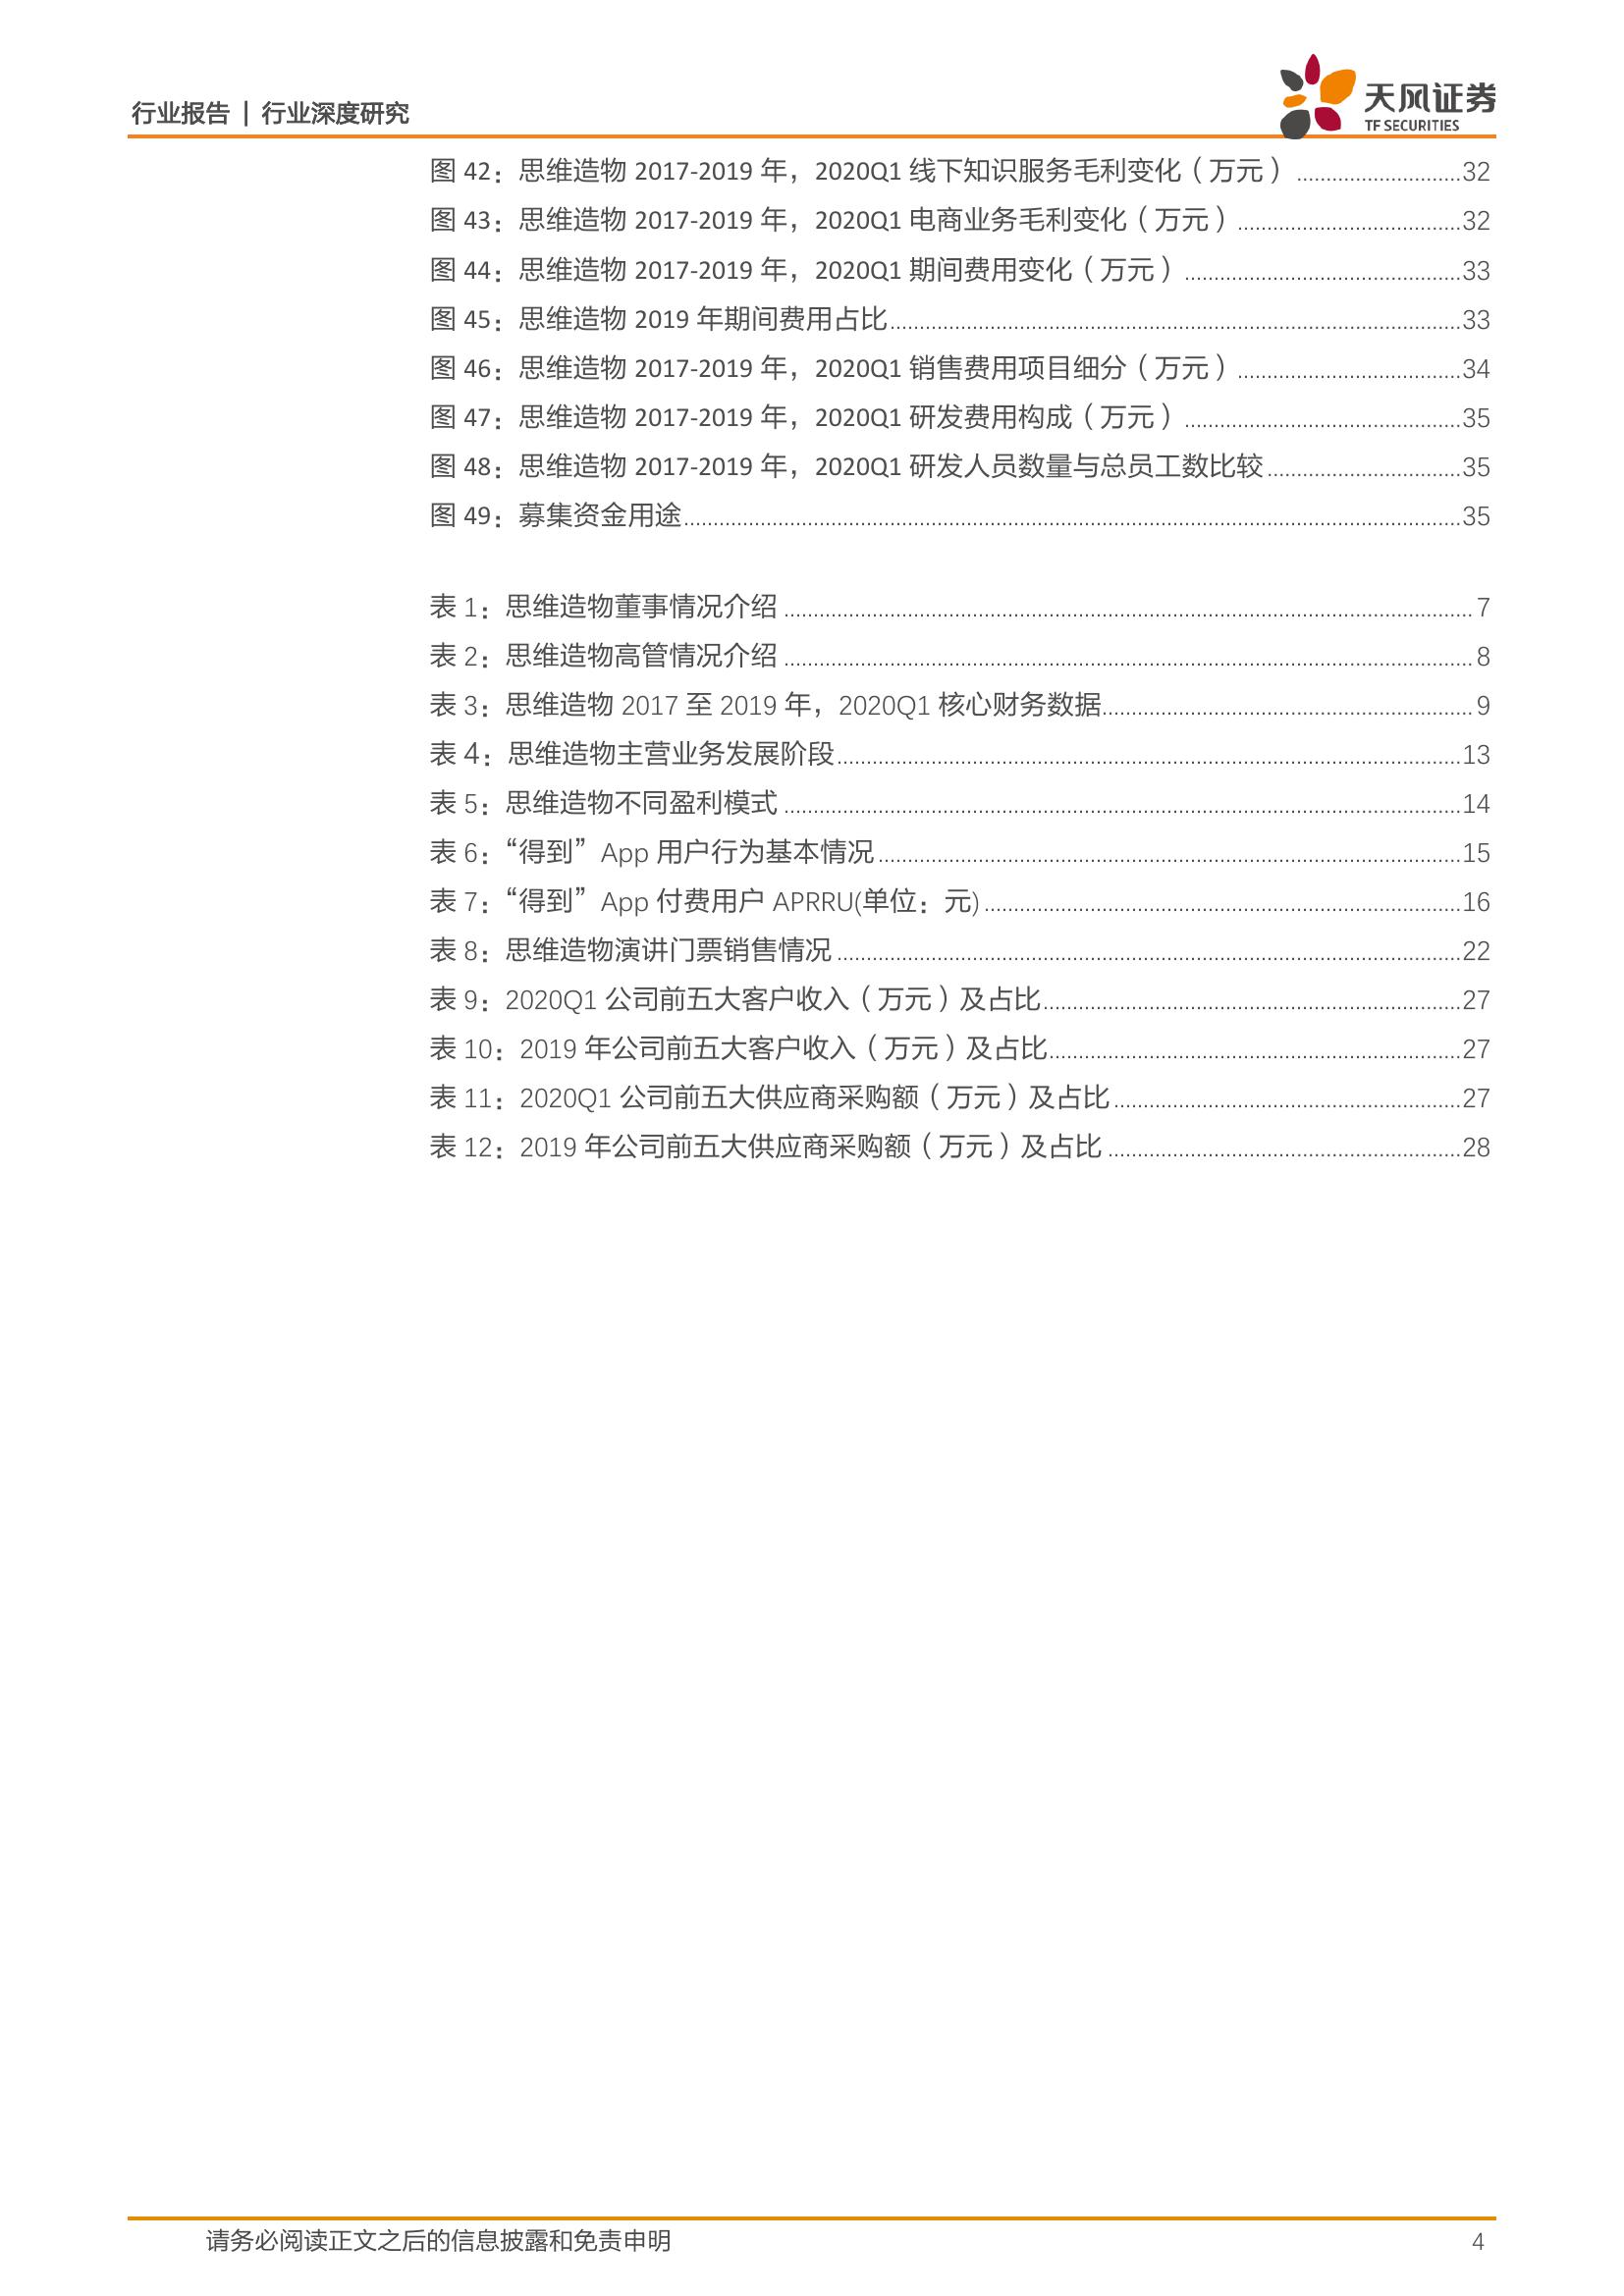 行业报告 | 行业深度研究
天风证券
TF SECURITIES
图 42：思维造物 2017-2019 年，2020Q1 线下知识服务毛利变化（万元）............................32
图 43：思维造物 2017-2019 年，2020Q1 电商业务毛利变化（万元）......................................32
图 44：思维造物 2017-2019 年，2020Q1 期间费用变化（万元）...............................................33
图 45：思维造物 2019 年期间费用占比.................................................................................................33
图 46：思维造物 2017-2019 年，2020Q1 销售费用项目细分（万元）......................................34
图 47：思维造物 2017-2019 年，2020Q1 研发费用构成（万元）...............................................35
图 48：思维造物 2017-2019 年，2020Q1 研发人员数量与总员工数比较.................................35
图 49：募集资金用途....................................................................................................................................35
表 1：思维造物董事情况介绍.....................................................................................................................7
表 2：思维造物高管情况介绍.....................................................................................................................8
表 3：思维造物 2017 至 2019 年，2020Q1 核心财务数据...............................................................9
表 4：思维造物主营业务发展阶段..........................................................................................................13
表 5：思维造物不同盈利模式...................................................................................................................14
表 6：“得到”App 用户行为基本情况...................................................................................................15
表 7：“得到”App 付费用户 APRRU(单位：元).................................................................................16
表 8：思维造物演讲门票销售情况..........................................................................................................22
表 9：2020Q1 公司前五大客户收入（万元）及占比.......................................................................27
表 10：2019 年公司前五大客户收入（万元）及占比......................................................................27
表 11：2020Q1 公司前五大供应商采购额（万元）及占比...........................................................27
表 12：2019 年公司前五大供应商采购额（万元）及占比............................................................28
请务必阅读正文之后的信息披露和免责申明
4